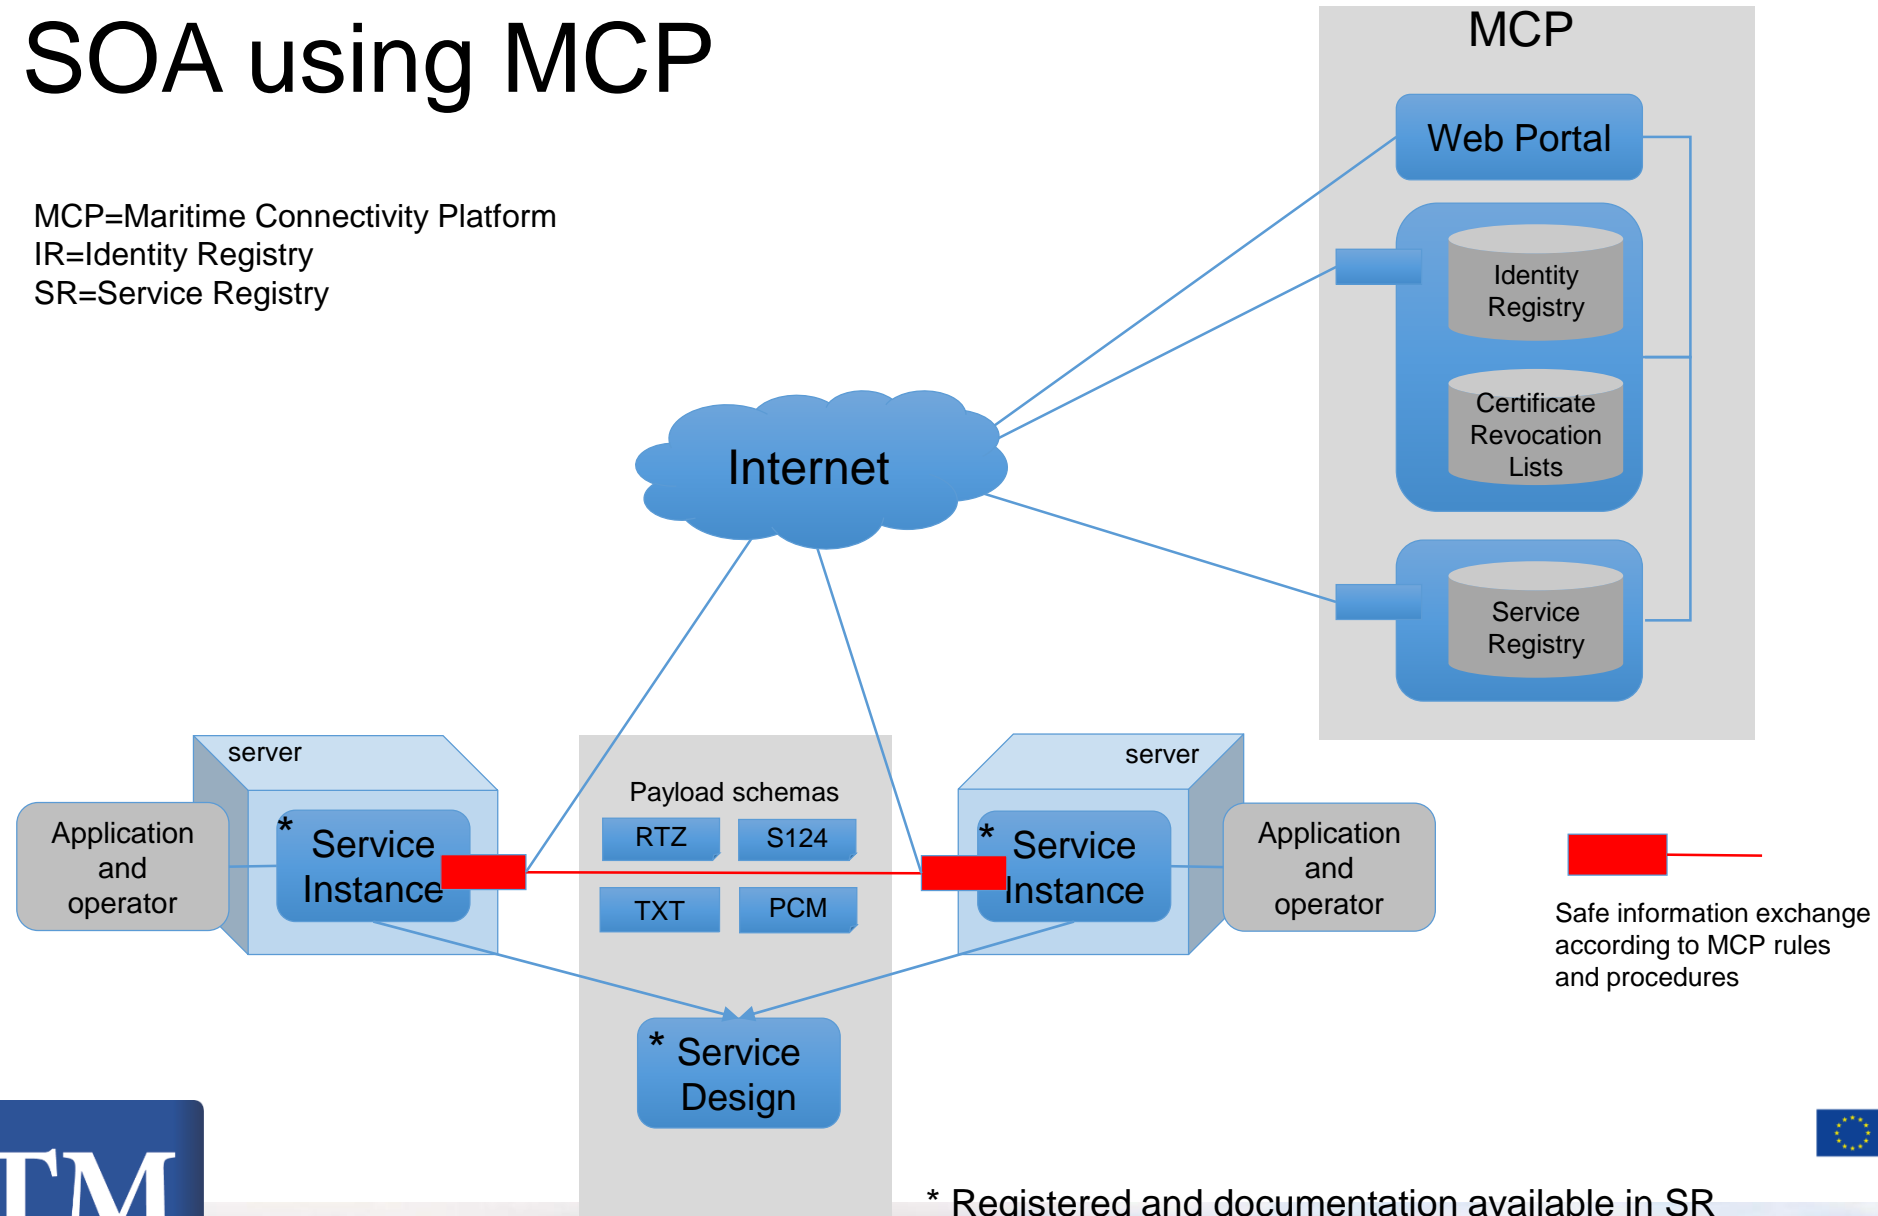 SOA using MCP
MCP=Maritime Connectivity Platform
IR=Identity Registry
SR=Service Registry
MCP
Web Portal
Identity
Registry
Certificate
Revocation
Lists
Service
Registry
Internet
server
Application
and
operator
* Service
Instance
Payload schemas
RTZ
S124
TXT
PCM
server
* Service
Instance
Application
and
operator
* Service
Design
Safe information exchange
according to MCP rules
and procedures
TM
* Registered and documentation available in SR